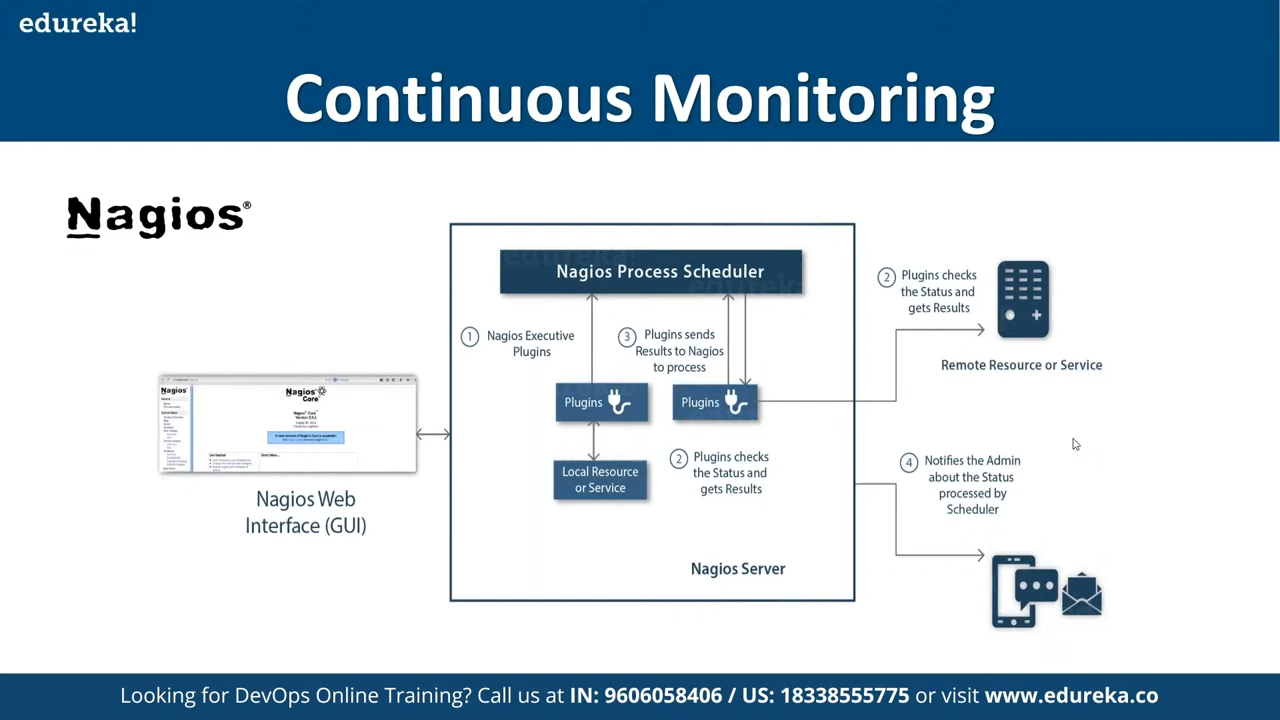 edureka!
Continuous Monitoring
Nagios®
Nagios Process Scheduler
1 Nagios Executive
Plugins
3 Plugins sends
Results to Nagios
to process
2 Plugins checks
the Status and
gets Results
Remote Resource or Service
Plugins
Plugins
Local Resource
or Service
2 Plugins checks
the Status and
gets Results
Nagios Server
4 Notifies the Admin
about the Status
processed by
Scheduler
Nagios
Nagios
Core
Nagios Web
Interface (GUI)
Looking for DevOps Online Training? Call us at IN: 9606058406 / US: 18338555775 or visit www.edureka.co